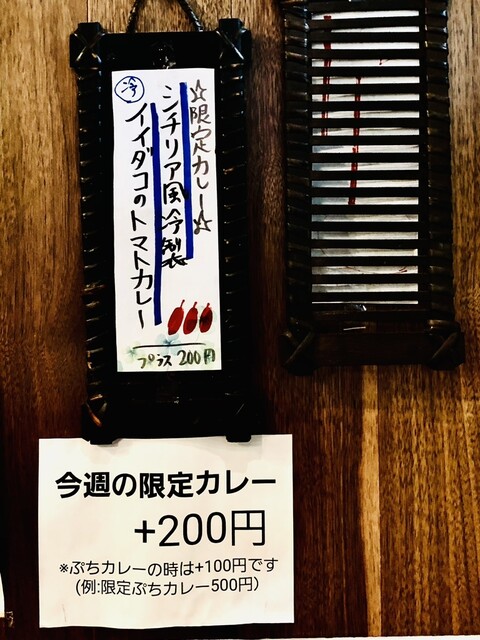 ☆限定カレー☆
シチリア風冷製
冷
イイダコのトマトカレー
プラス 200円
今週の限定カレー
+200円
※ぷちカレーの時は+100円です
(例:限定ぷちカレー500円)